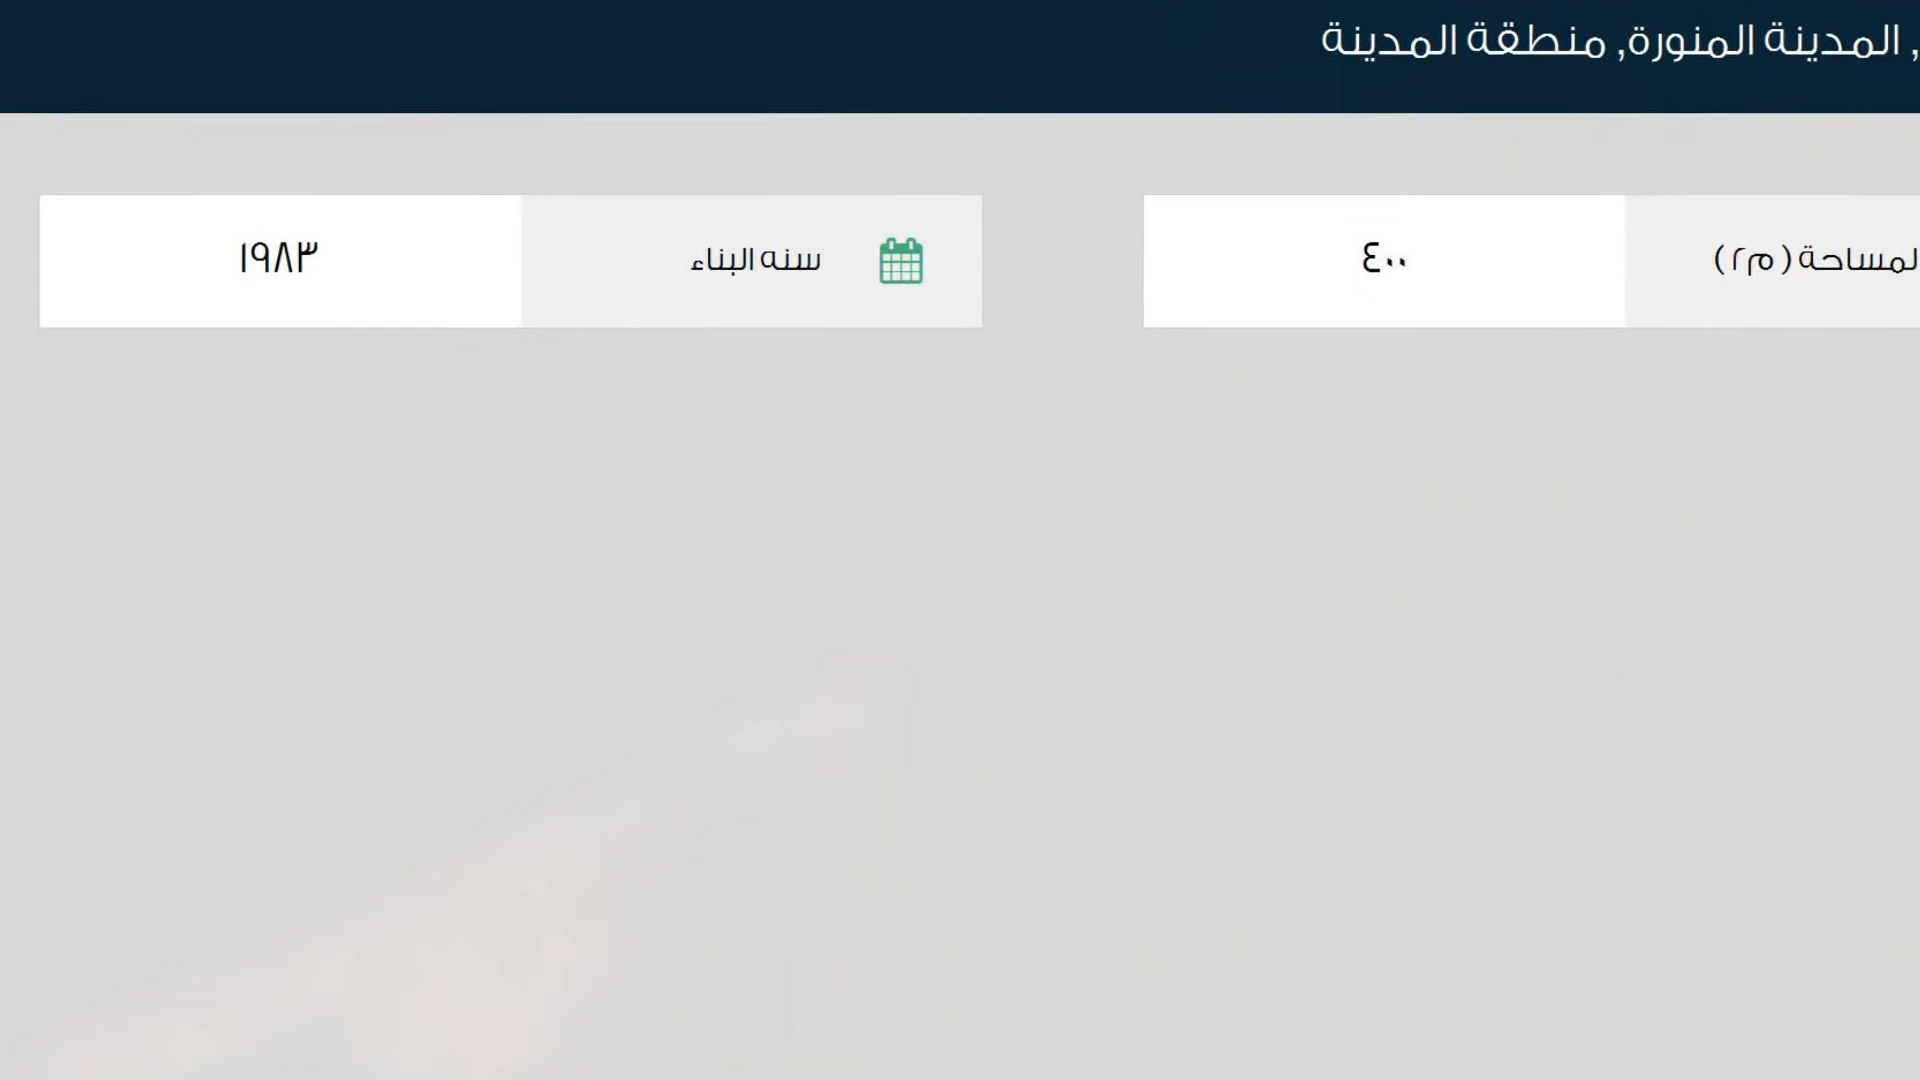 , المدينة المنورة, منطقة المدينة
لمساحة (م٢) ٤٠٠
سنه البناء ١٩٨٣